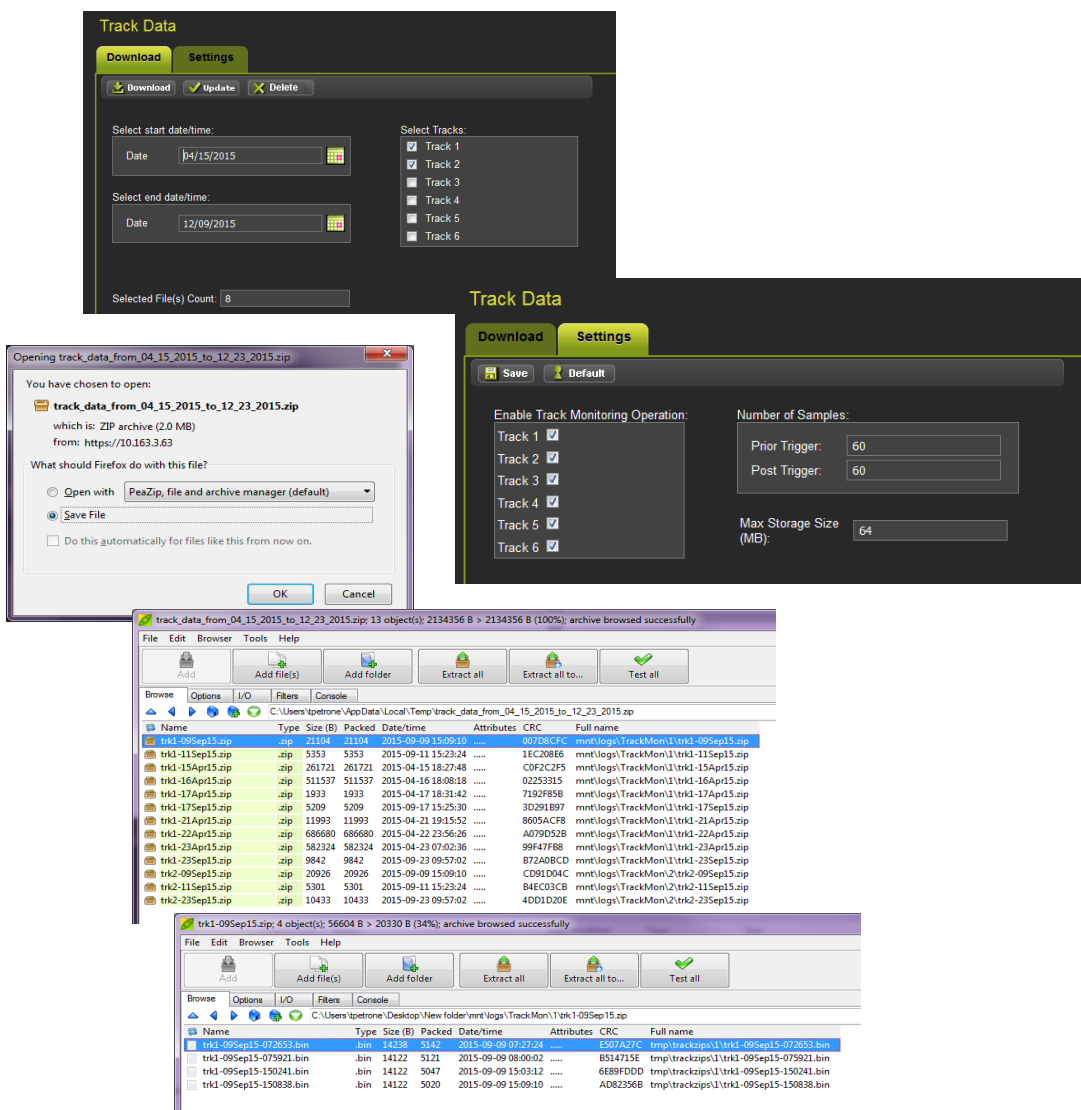 Track Data
Download Settings
Download Update Delete
Select start date/time:
Date 04/15/2015
Select end date/time:
Date 12/09/2015
Selected File(s) Count: 8
Select Tracks:
Track 1
Track 2
Track 3
Track 4
Track 5
Track 6
Track Data
Download Settings
Save Default
Enable Track Monitoring Operation:
Track 1
Track 2
Track 3
Track 4
Track 5
Track 6
Number of Samples:
Prior Trigger: 60
Post Trigger: 60
Max Storage Size
(MB): 64
Opening track_data_from_04_15_2015_to_12_23_2015.zip
You have chosen to open:
track_data_from_04_15_2015_to_12_23_2015.zip
which is: ZIP archive (2.0 MB)
from: https://10.163.3.63
What should Firefox do with this file?
Open with PeaZip, file and archive manager (default)
Save File
Do this automatically for files like this from now on.
OK Cancel
track_data_from_04_15_2015_to_12_23_2015.zip; 13 object(s); 2134356 B > 2134356 B (100%); archive browsed successfully
File Edit Browser Tools Help
Add Add file(s) Add folder Extract all Extract all to... Test all
Browse Options I/O Filters Console
C:\Users\tpetrone\AppData\Local\Temp\track_data_from_04_15_2015_to_12_23_2015.zip
Name Type Size (B) Packed Date/time Attributes CRC Full name
trk1-09Sep15.zip .zip 21104 21104 2015-09-09 15:09:10 ..... 007D8CFC mnt\logs\TrackMon\1\trk1-09Sep15.zip
trk1-11Sep15.zip .zip 5353 5353 2015-09-11 15:23:24 ..... 1EC208E6 mnt\logs\TrackMon\1\trk1-11Sep15.zip
trk1-15Apr15.zip .zip 261721 261721 2015-04-15 18:27:48 ..... C0F2C2F5 mnt\logs\TrackMon\1\trk1-15Apr15.zip
trk1-16Apr15.zip .zip 511537 511537 2015-04-16 18:08:18 ..... 02253315 mnt\logs\TrackMon\1\trk1-16Apr15.zip
trk1-17Apr15.zip .zip 1933 1933 2015-04-17 18:31:42 ..... 7192F85B mnt\logs\TrackMon\1\trk1-17Apr15.zip
trk1-17Sep15.zip .zip 5209 5209 2015-09-17 15:25:30 ..... 3D291B97 mnt\logs\TrackMon\1\trk1-17Sep15.zip
trk1-21Apr15.zip .zip 11993 11993 2015-04-21 19:15:52 ..... 8605ACF8 mnt\logs\TrackMon\1\trk1-21Apr15.zip
trk1-22Apr15.zip .zip 686680 686680 2015-04-22 23:56:26 ..... A079D52B mnt\logs\TrackMon\1\trk1-22Apr15.zip
trk1-23Apr15.zip .zip 582324 582324 2015-04-23 07:02:36 ..... 99F47FB8 mnt\logs\TrackMon\1\trk1-23Apr15.zip
trk1-23Sep15.zip .zip 9842 9842 2015-09-23 09:57:02 ..... B72A0BCD mnt\logs\TrackMon\1\trk1-23Sep15.zip
trk2-09Sep15.zip .zip 20926 20926 2015-09-09 15:09:10 ..... CD91D04C mnt\logs\TrackMon\2\trk2-09Sep15.zip
trk2-11Sep15.zip .zip 5301 5301 2015-09-11 15:23:24 ..... B4EC03CB mnt\logs\TrackMon\2\trk2-11Sep15.zip
trk2-23Sep15.zip .zip 10433 10433 2015-09-23 09:57:02 ..... 4DD1D20E mnt\logs\TrackMon\2\trk2-23Sep15.zip
trk1-09Sep15.zip; 4 object(s); 56604 B > 20330 B (34%); archive browsed successfully
File Edit Browser Tools Help
Add Add file(s) Add folder Extract all Extract all to... Test all
Browse Options I/O Filters Console
C:\Users\tpetrone\Desktop\New folder\mnt\logs\TrackMon\1\trk1-09Sep15.zip
Name Type Size (B) Packed Date/time Attributes CRC Full name
trk1-09Sep15-072653.bin .bin 14238 5142 2015-09-09 07:27:24 ..... E507A27C tmp\trackzips\1\trk1-09Sep15-072653.bin
trk1-09Sep15-075921.bin .bin 14122 5121 2015-09-09 08:00:02 ..... B514715E tmp\trackzips\1\trk1-09Sep15-075921.bin
trk1-09Sep15-150241.bin .bin 14122 5047 2015-09-09 15:03:12 ..... 6E89FDDD tmp\trackzips\1\trk1-09Sep15-150241.bin
trk1-09Sep15-150838.bin .bin 14122 5020 2015-09-09 15:09:10 ..... AD82356B tmp\trackzips\1\trk1-09Sep15-150838.bin